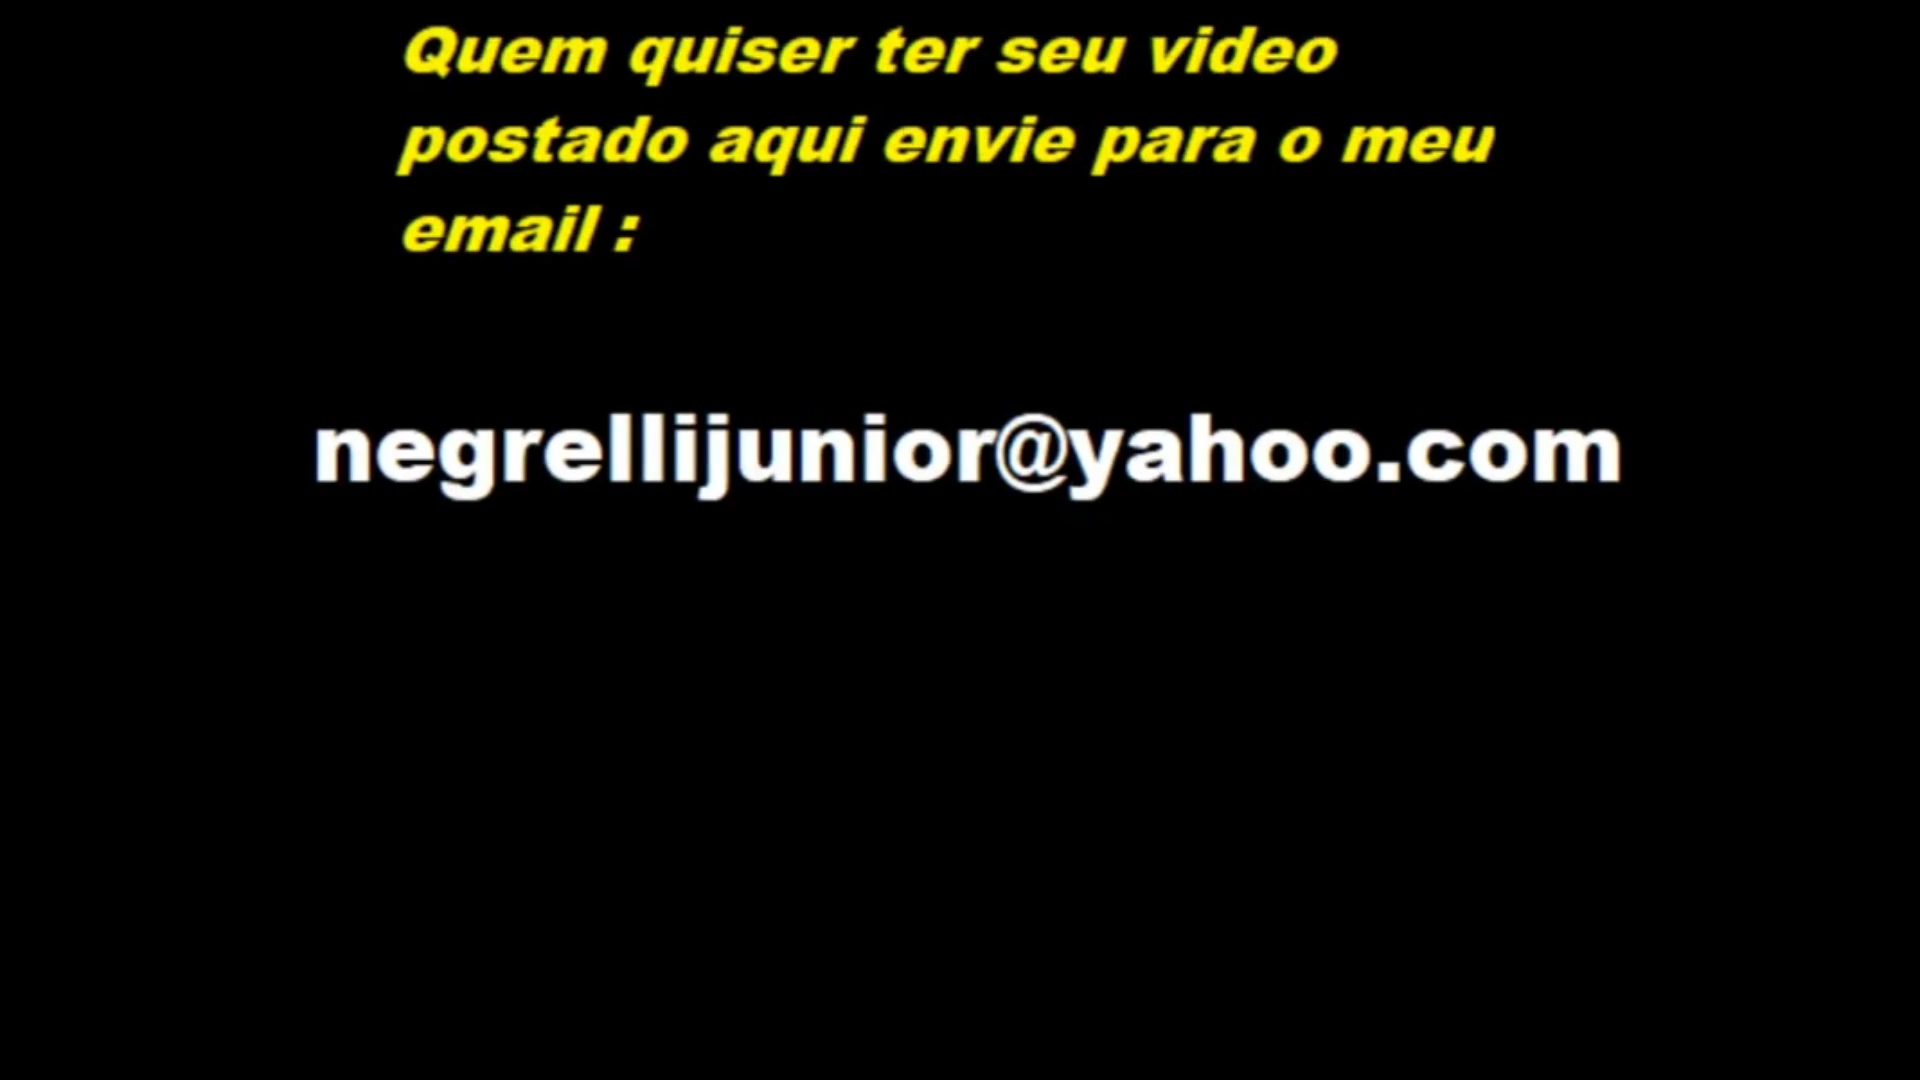 Quem quiser ter seu video
postado aqui envie para o meu
email :
negrellijunior@yahoo.com